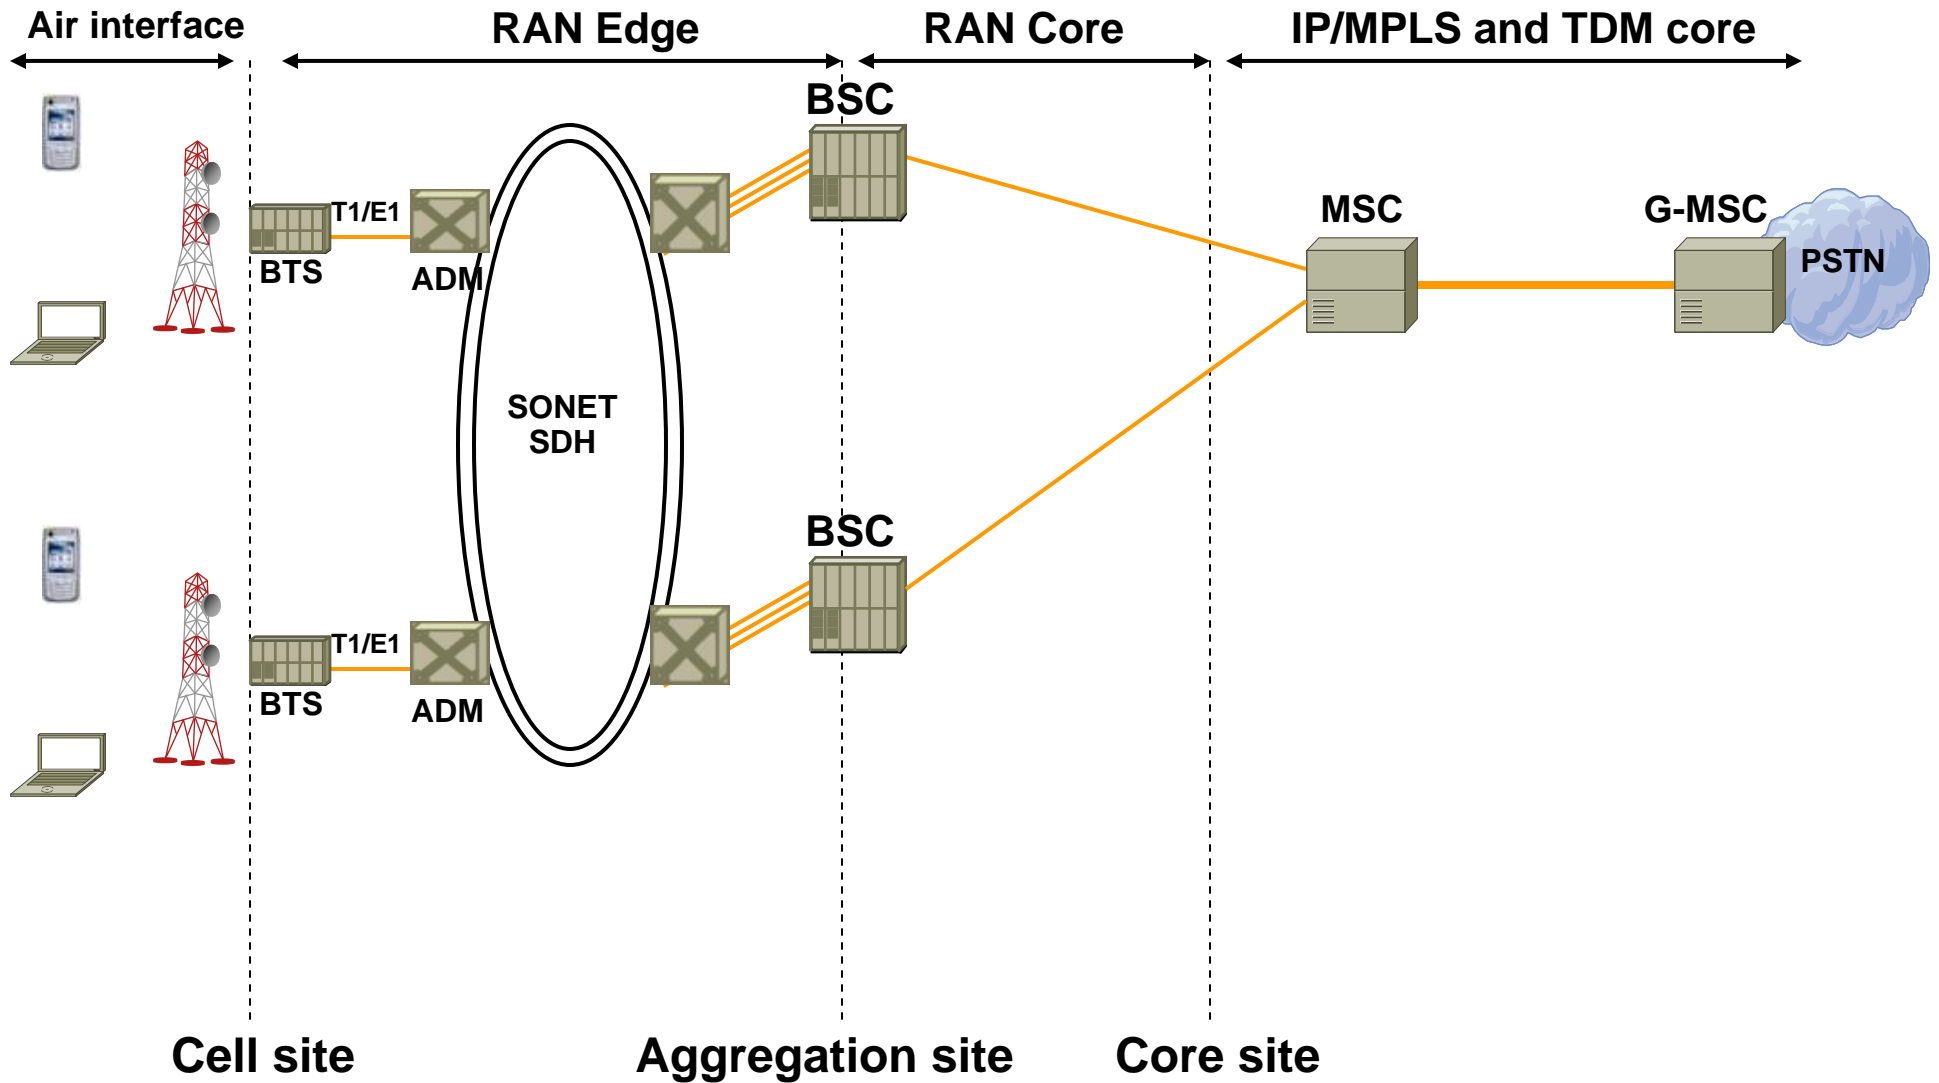 Air interface
RAN Edge
RAN Core
IP/MPLS and TDM core
BSC
T1/E1
BTS
ADM
MSC
G-MSC
PSTN
SONET
SDH
BSC
T1/E1
BTS
ADM
Cell site
Aggregation site
Core site